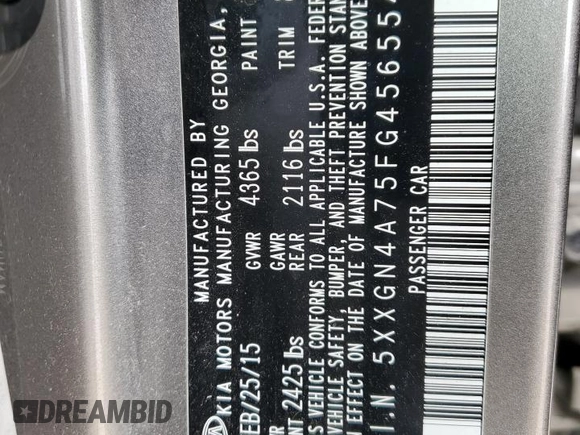 MANUFACTURED BY
KIA MOTORS MANUFACTURING GEORGIA,
EB/25/15 GVWR 4365 lbs PAINT
GAWR
NT 2425 lbs REAR 2116 lbs TRIM
S VEHICLE CONFORMS TO ALL APPLICABLE U.S.A. FEDER
VEHICLE SAFETY, BUMPER, AND THEFT PREVENTION STAN
EFFECT ON THE DATE OF MANUFACTURE SHOWN ABOVE
I.N. 5XXGN4A75FG45655
PASSENGER CAR
DREAMBID